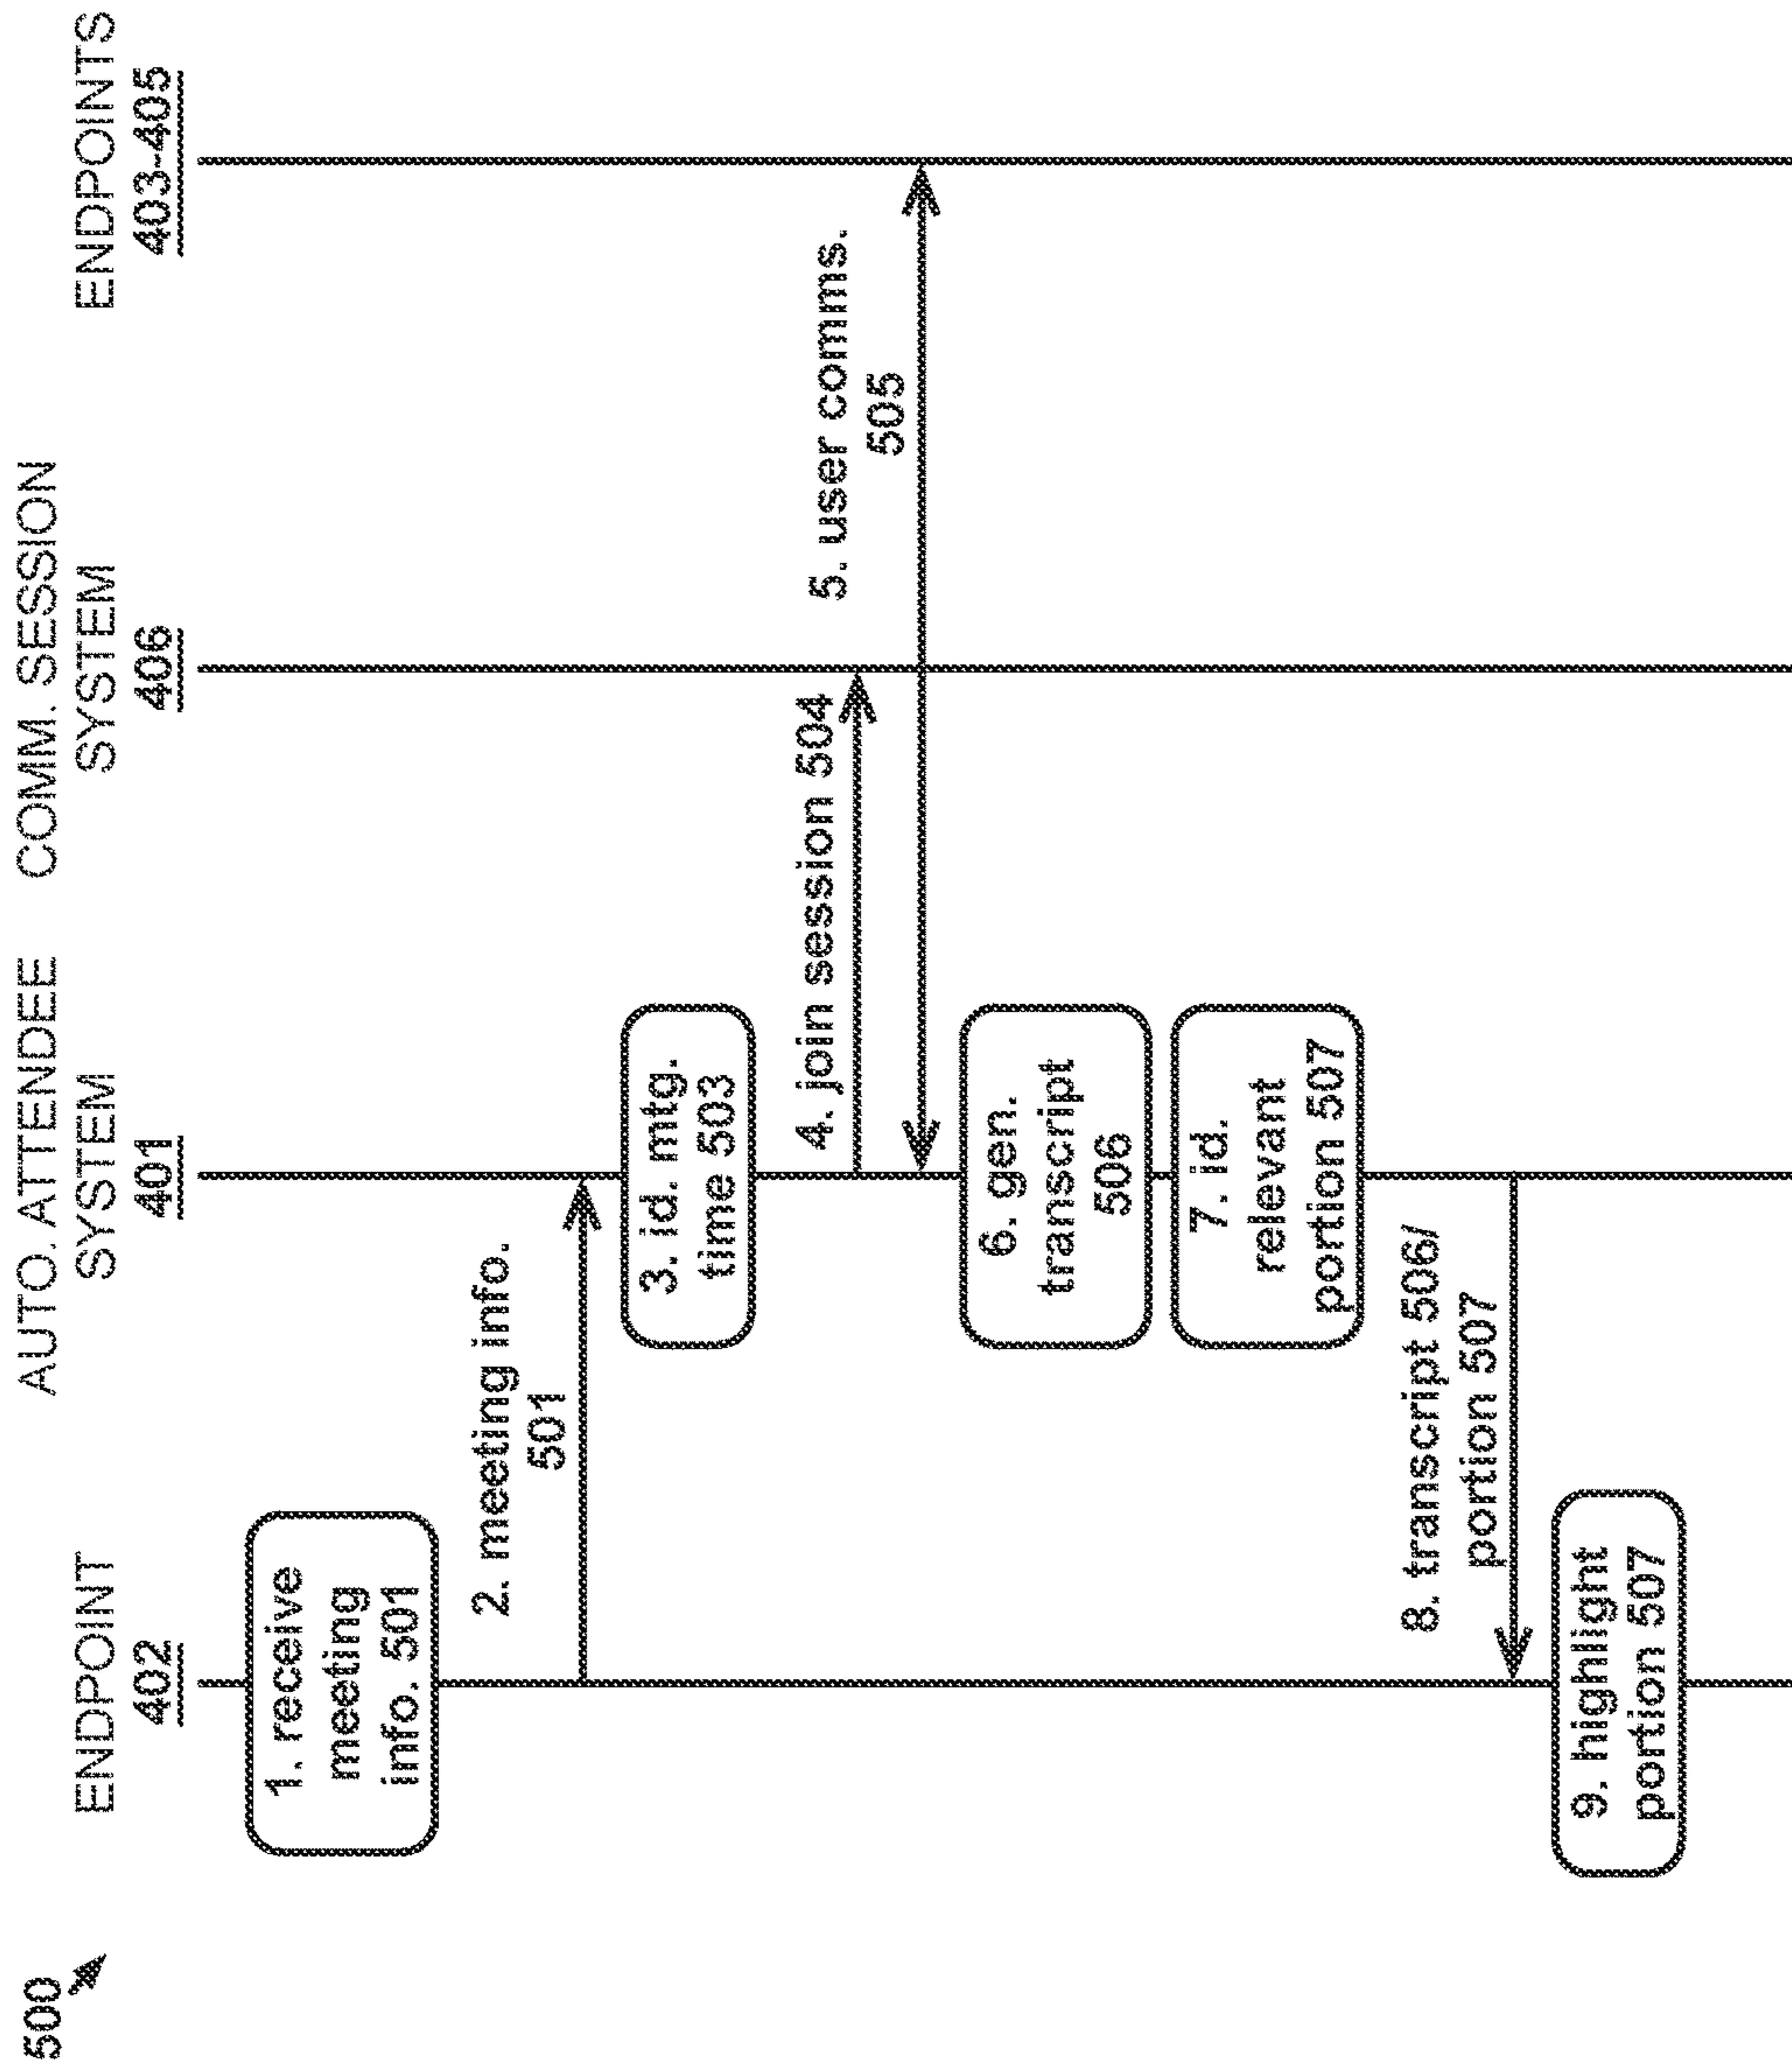 500
ENDPOINT
402
AUTO. ATTENDEE
SYSTEM
401
COMM. SESSION
SYSTEM
406
ENDPOINTS
403-405
1. receive
meeting
info. 501
2. meeting info.
501
3. id. mtg.
time 503
4. join session 504
5. user comms.
505
6. gen.
transcript
506
7. id.
relevant
portion 507
8. transcript 506/
portion 507
9. highlight
portion 507